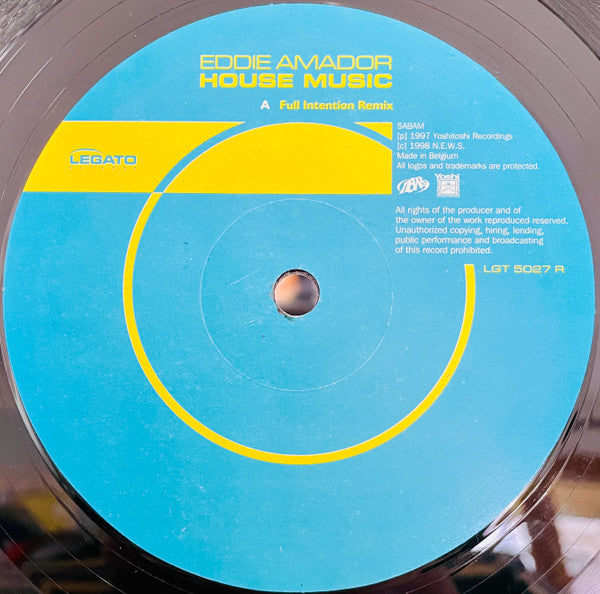 EDDIE AMADOR
HOUSE MUSIC
A Full Intention Remix
LEGATO
SABAM
[p] 1997 Yoshitoshi Recordings
[c] 1998 N.E.W.S.
Made in Belgium
All logos and trademarks are protected.
Yoshi
All rights of the producer and of
the owner of the work reproduced reserved.
Unauthorized copying, hiring, lending,
public performance and broadcasting
of this record prohibited.
LGT 5027 R